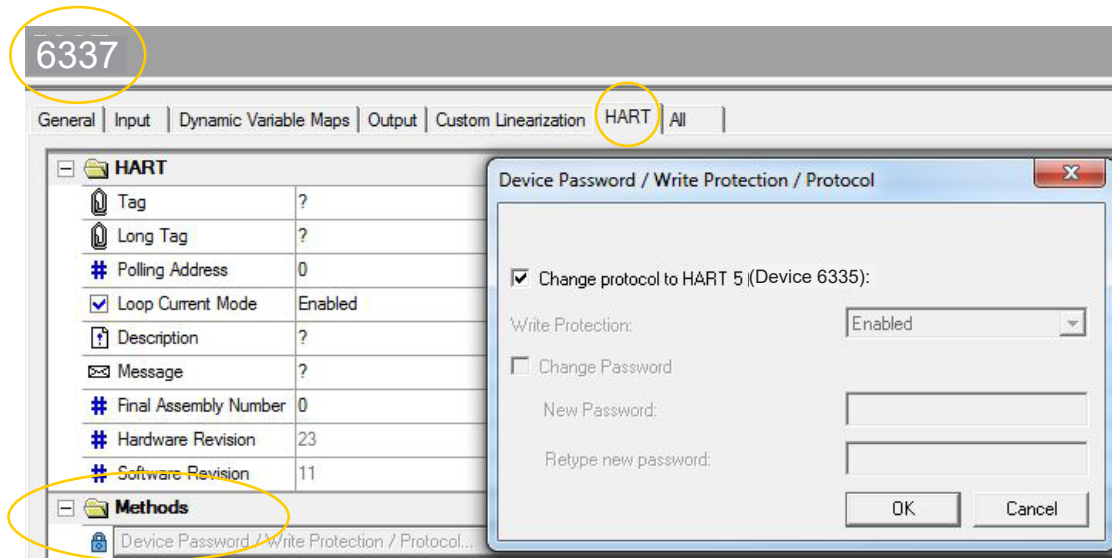 6337
General Input Dynamic Variable Maps Output Custom Linearization HART All
HART
Tag ?
Long Tag ?
Polling Address 0
Loop Current Mode Enabled
Description ?
Message ?
Final Assembly Number 0
Hardware Revision 23
Software Revision 11
Methods
Device Password / Write Protection / Protocol...
Device Password / Write Protection / Protocol
Change protocol to HART 5 (Device 6335):
Write Protection: Enabled
Change Password
New Password:
Retype new password:
OK Cancel